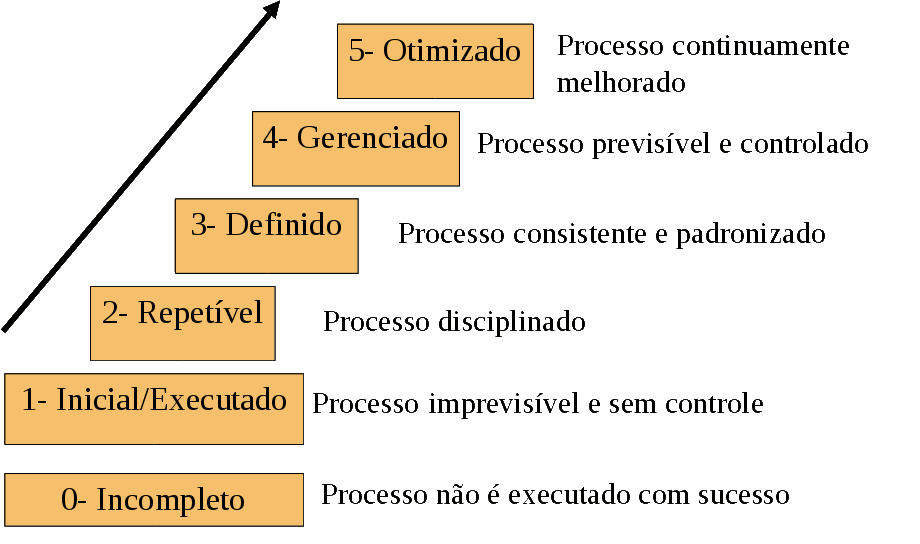 5- Otimizado
Processo continuamente
melhorado
4- Gerenciado
Processo previsível e controlado
3- Definido
Processo consistente e padronizado
2- Repetível
Processo disciplinado
1- Inicial/Executado
Processo imprevisível e sem controle
0- Incompleto
Processo não é executado com sucesso